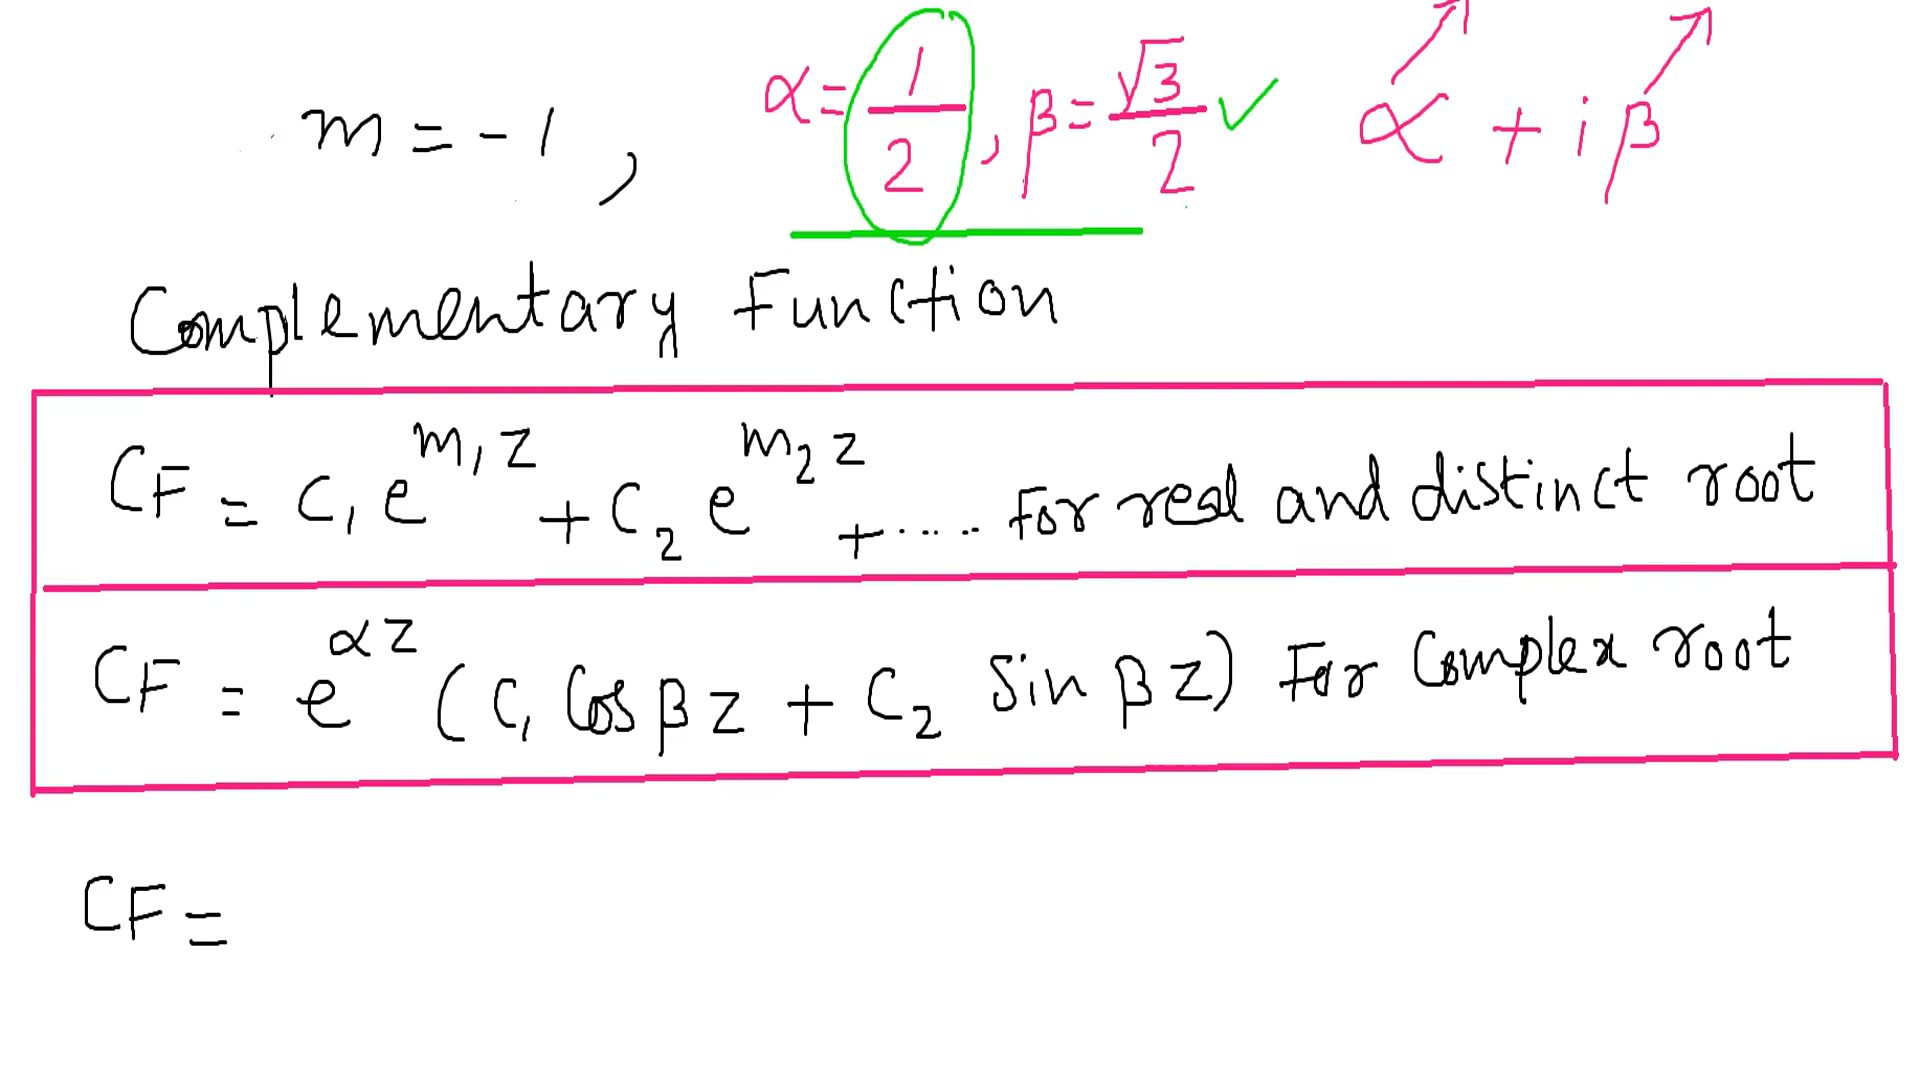 m = -1, α = 1/2, β = √3/2 ✓ α + iβ
Complementary Function
CF = C₁ e^{m₁z} + C₂ e^{m₂z} + ..... For real and distinct root
CF = e^{αz} (C₁ Cos βz + C₂ Sin βz) For Complex root
CF =